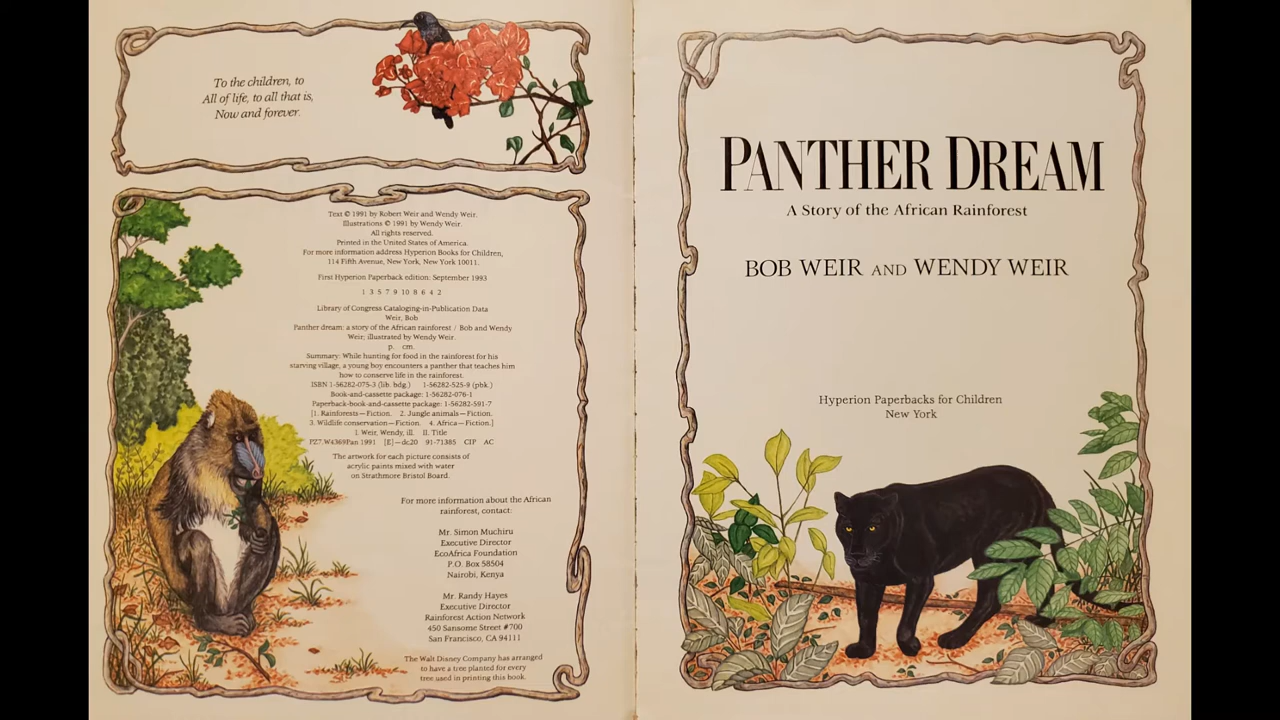 To the children, to
All of life, to all that is,
Now and forever.
Text © 1991 by Robert Weir and Wendy Weir.
Illustrations © 1991 by Wendy Weir.
All rights reserved.
Printed in the United States of America.
For more information address Hyperion Books for Children,
114 Fifth Avenue, New York, New York 10011.
First Hyperion Paperback edition: September 1993
1 3 5 7 9 10 8 6 4 2
Library of Congress Cataloging-in-Publication Data
Weir, Bob
Panther dream: a story of the African rainforest / Bob and Wendy
Weir; illustrated by Wendy Weir.
p. cm.
Summary: While hunting for food in the rainforest for his
starving village, a young boy encounters a panther that teaches him
how to conserve life in the rainforest.
ISBN 1-56282-075-3 (lib. bdg.) 1-56282-525-9 (pbk.)
Book-and-cassette package: 1-56282-076-1
Paperback-book-and-cassette package: 1-56282-591-7
[1. Rainforests—Fiction. 2. Jungle animals—Fiction.
3. Wildlife conservation—Fiction. 4. Africa—Fiction.]
I. Weir, Wendy, ill. II. Title
PZ7.W4369Pan 1991 [E]—dc20 91-71385 CIP AC
The artwork for each picture consists of
acrylic paints mixed with water
on Strathmore Bristol Board.
For more information about the African
rainforest, contact:
Mr. Simon Muchiru
Executive Director
EcoAfrica Foundation
P.O. Box 58504
Nairobi, Kenya
Mr. Randy Hayes
Executive Director
Rainforest Action Network
450 Sansome Street #700
San Francisco, CA 94111
The Walt Disney Company has arranged
to have a tree planted for every
tree used in printing this book.
PANTHER DREAM
A Story of the African Rainforest
BOB WEIR AND WENDY WEIR
Hyperion Paperbacks for Children
New York